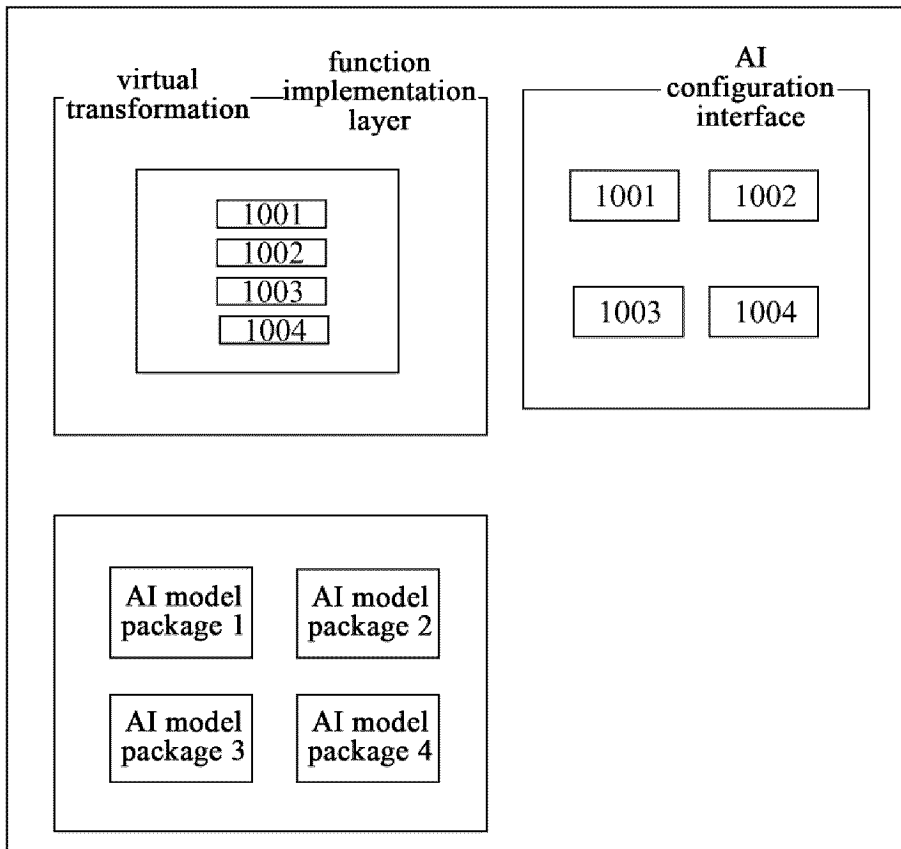 virtual
transformation
function
implementation
layer
1001
1002
1003
1004
AI
configuration
interface
1001
1002
1003
1004
AI model
package 1
AI model
package 2
AI model
package 3
AI model
package 4